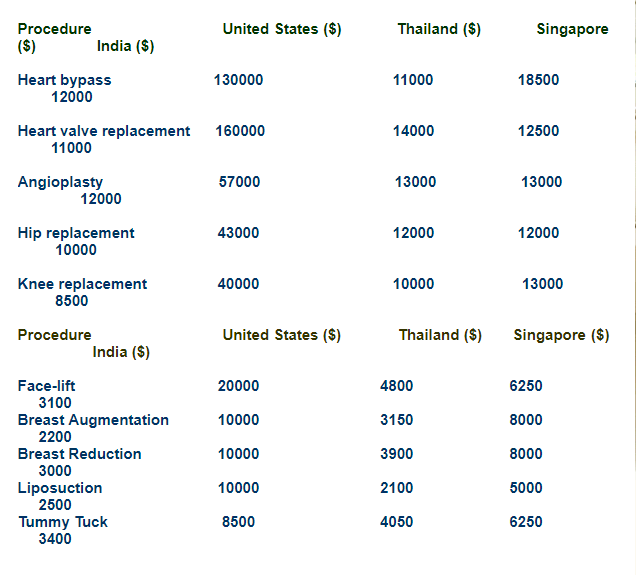 Procedure United States ($) Thailand ($) Singapore
($) India ($)
Heart bypass 130000 11000 18500
12000
Heart valve replacement 160000 14000 12500
11000
Angioplasty 57000 13000 13000
12000
Hip replacement 43000 12000 12000
10000
Knee replacement 40000 10000 13000
8500
Procedure United States ($) Thailand ($) Singapore ($)
India ($)
Face-lift 20000 4800 6250
3100
Breast Augmentation 10000 3150 8000
2200
Breast Reduction 10000 3900 8000
3000
Liposuction 10000 2100 5000
2500
Tummy Tuck 8500 4050 6250
3400